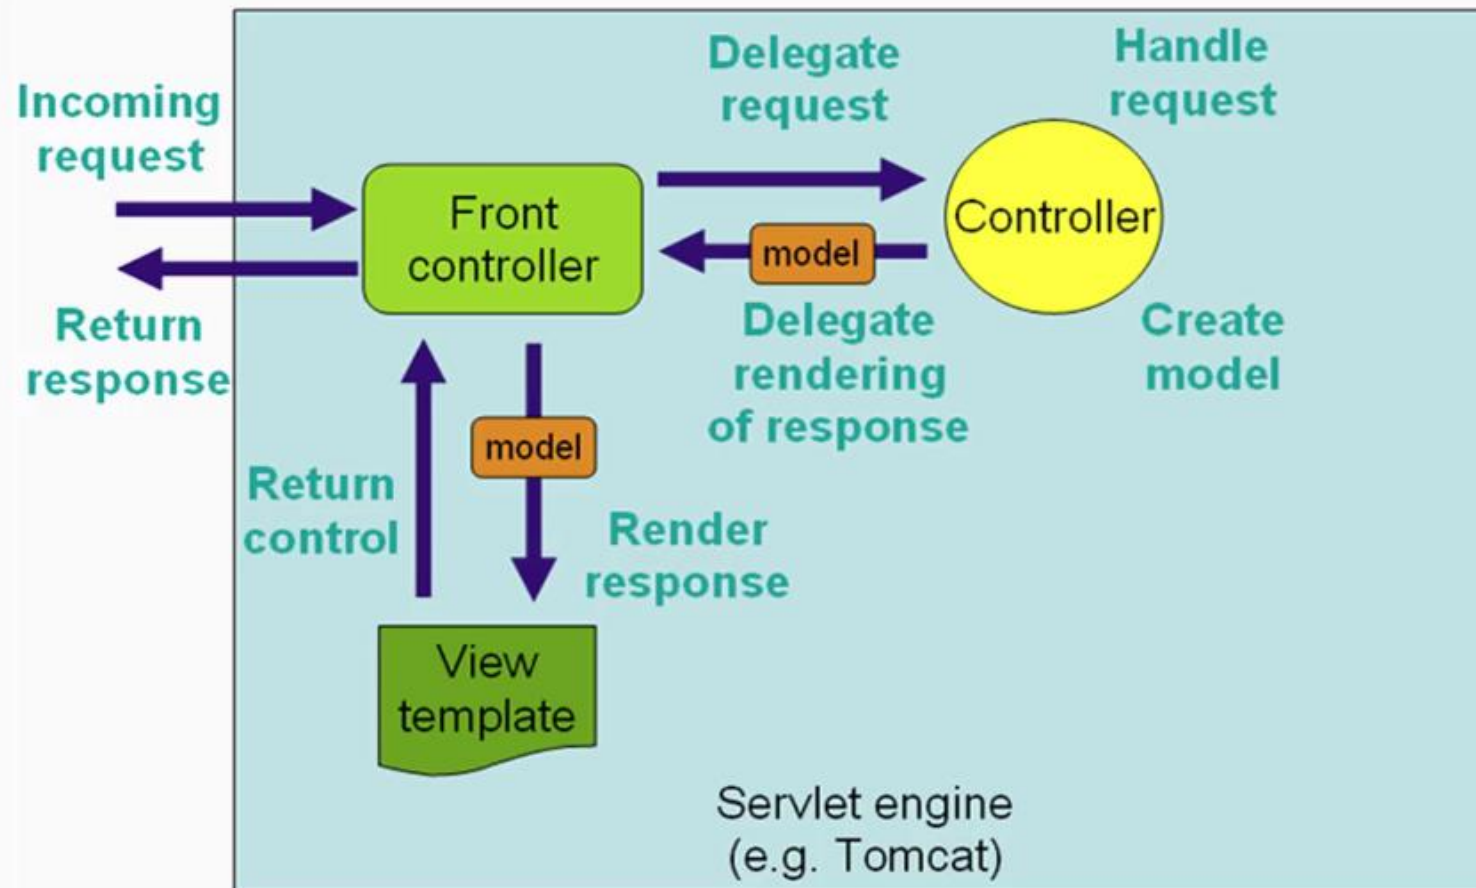 Incoming
request
Return
response
Front
controller
Delegate
request
Handle
request
Controller
model
Delegate
rendering
of response
Create
model
Return
control
model
Render
response
View
template
Servlet engine
(e.g. Tomcat)